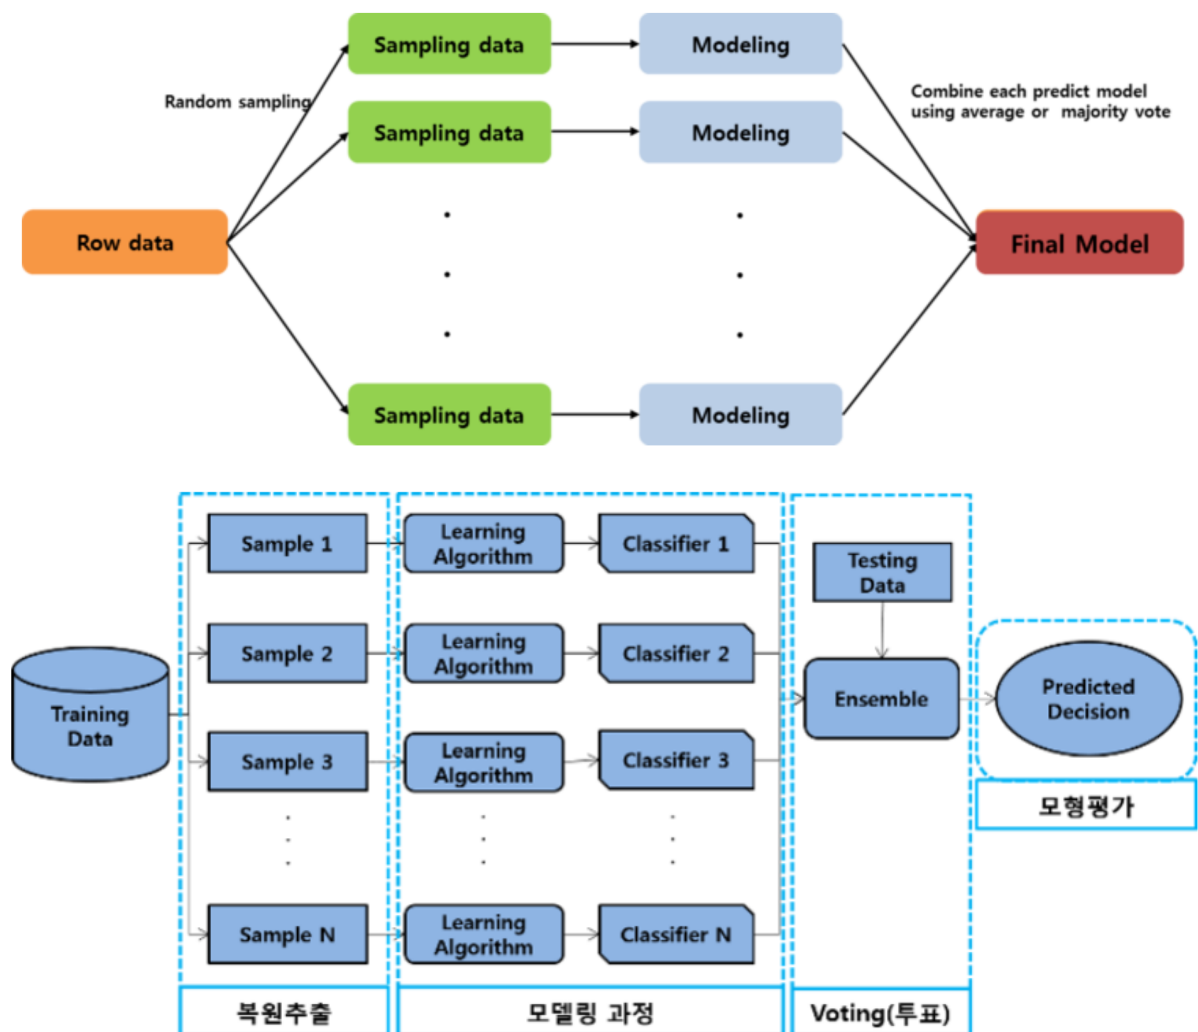 Sampling data
Modeling
Random sampling
Combine each predict model
using average or majority vote
Sampling data
Modeling
Row data
Final Model
Sampling data
Modeling
Sample 1
Learning
Algorithm
Classifier 1
Testing
Data
Sample 2
Learning
Algorithm
Classifier 2
Training
Data
Ensemble
Predicted
Decision
Sample 3
Learning
Algorithm
Classifier 3
모형평가
Sample N
Learning
Algorithm
Classifier N
복원추출
모델링 과정
Voting(투표)